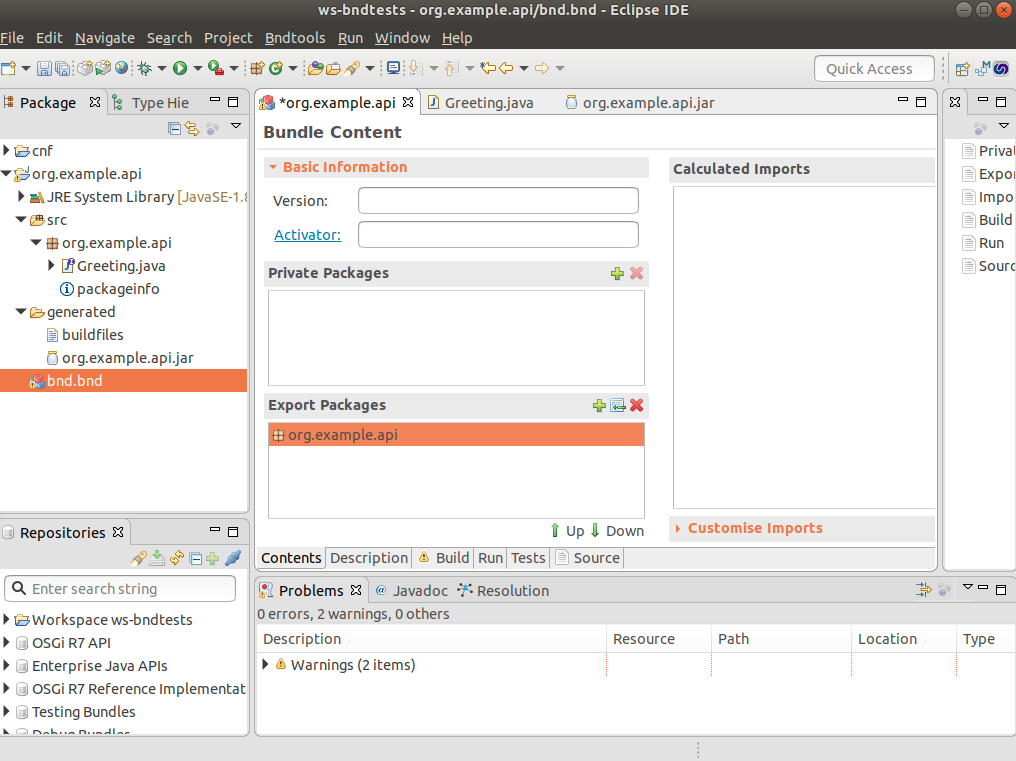 ws-bndtests - org.example.api/bnd.bnd - Eclipse IDE
File Edit Navigate Search Project Bndtools Run Window Help
Quick Access
Package Type Hie
cnf
org.example.api
JRE System Library [JavaSE-1.8
src
org.example.api
Greeting.java
packageinfo
generated
buildfiles
org.example.api.jar
bnd.bnd
*org.example.api Greeting.java org.example.api.jar
Bundle Content
Basic Information
Version:
Activator:
Private Packages
Export Packages
org.example.api
Up Down
Calculated Imports
Customise Imports
Contents Description Build Run Tests Source
Priva
Expo
Impo
Build
Run
Sourc
Repositories
Enter search string
Workspace ws-bndtests
OSGi R7 API
Enterprise Java APIs
OSGi R7 Reference Implementat
Testing Bundles
Debug Bundles
Problems @ Javadoc Resolution
0 errors, 2 warnings, 0 others
Description Resource Path Location Type
Warnings (2 items)